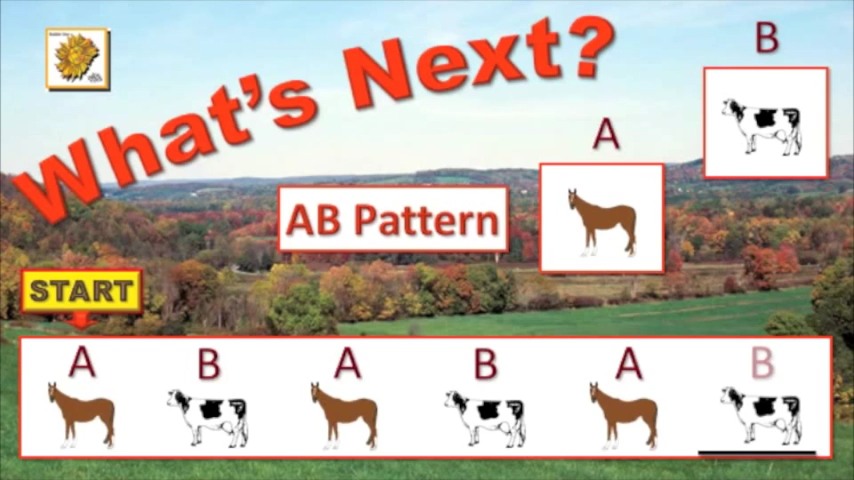 What's Next?
B
A
AB Pattern
START
A B A B A B